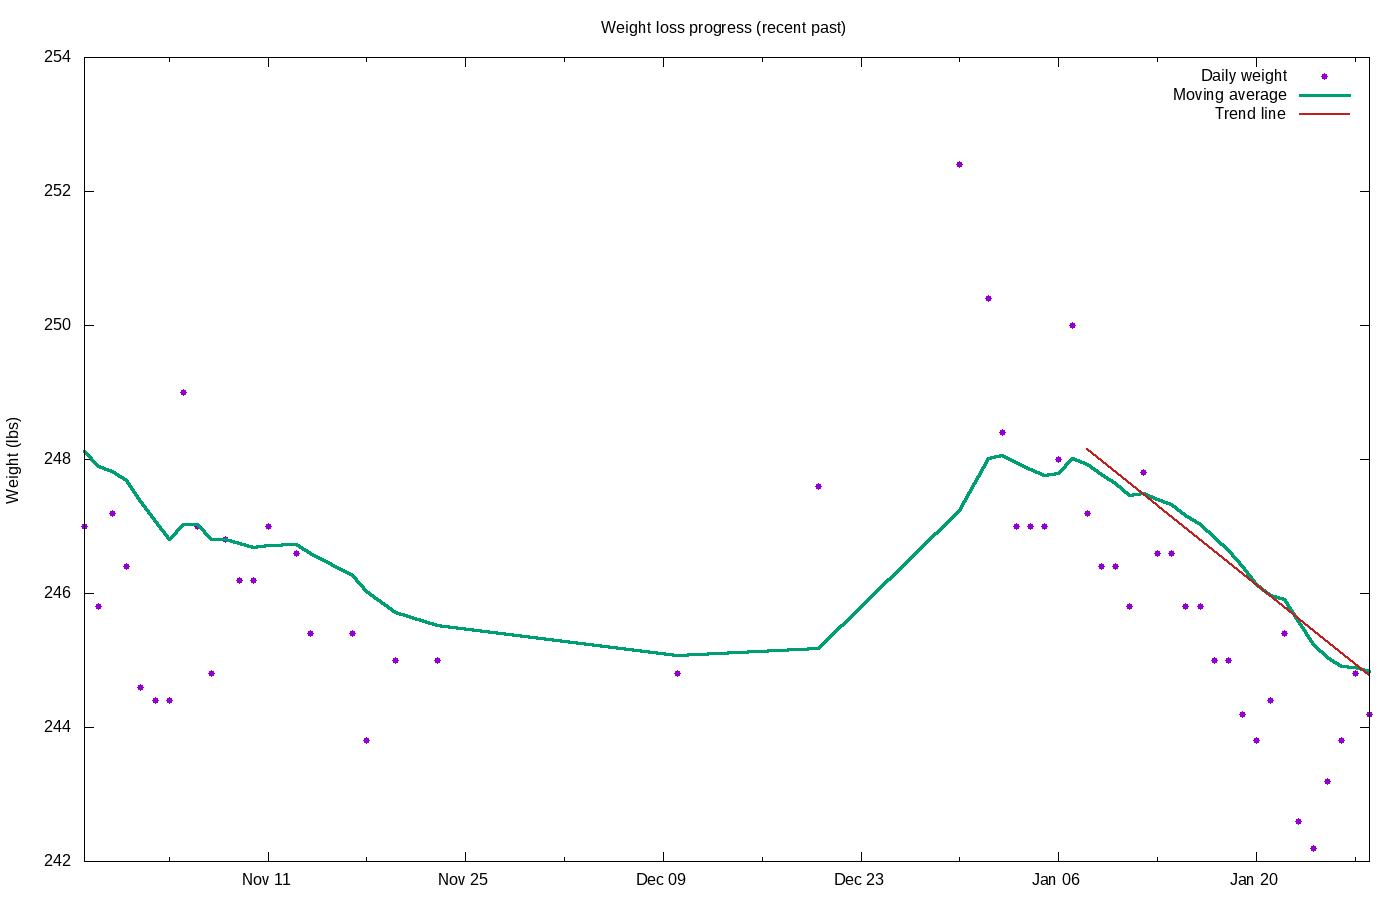 Weight loss progress (recent past)
Daily weight
Moving average
Trend line
Weight (lbs)
254
252
250
248
246
244
242
Nov 11
Nov 25
Dec 09
Dec 23
Jan 06
Jan 20